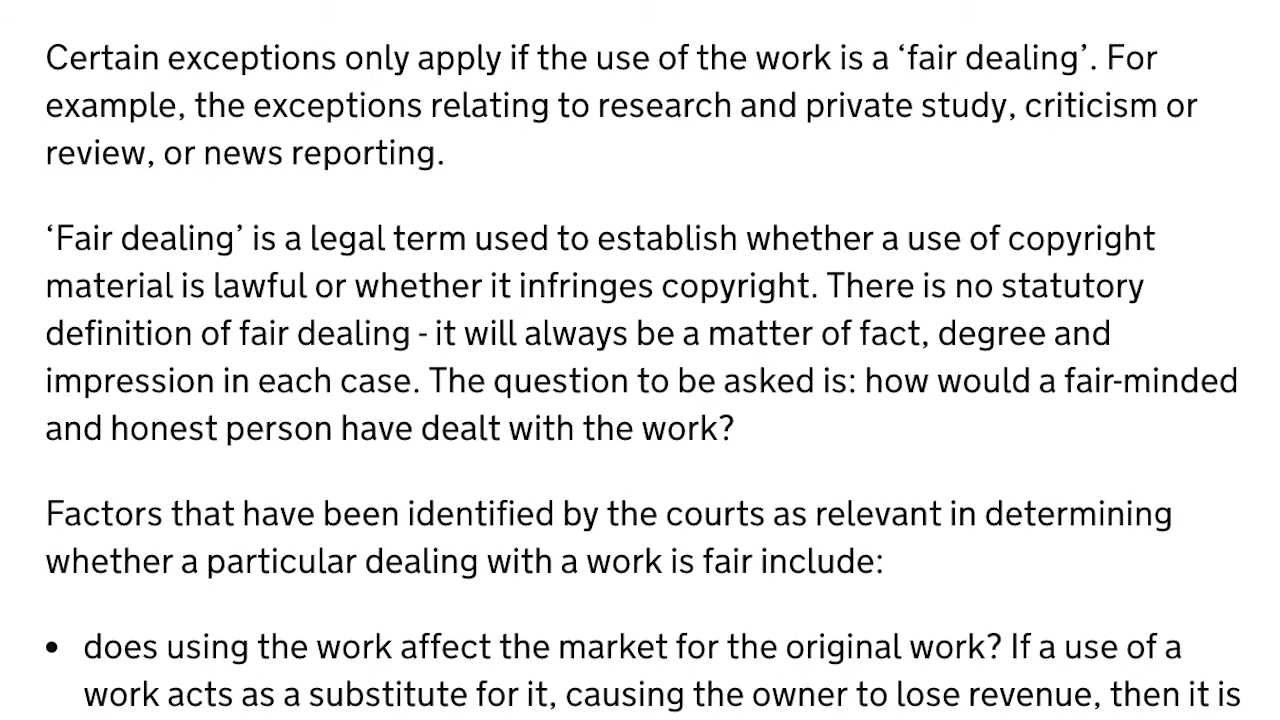 Certain exceptions only apply if the use of the work is a ‘fair dealing’. For
example, the exceptions relating to research and private study, criticism or
review, or news reporting.
‘Fair dealing’ is a legal term used to establish whether a use of copyright
material is lawful or whether it infringes copyright. There is no statutory
definition of fair dealing - it will always be a matter of fact, degree and
impression in each case. The question to be asked is: how would a fair-minded
and honest person have dealt with the work?
Factors that have been identified by the courts as relevant in determining
whether a particular dealing with a work is fair include:
• does using the work affect the market for the original work? If a use of a
work acts as a substitute for it, causing the owner to lose revenue, then it is